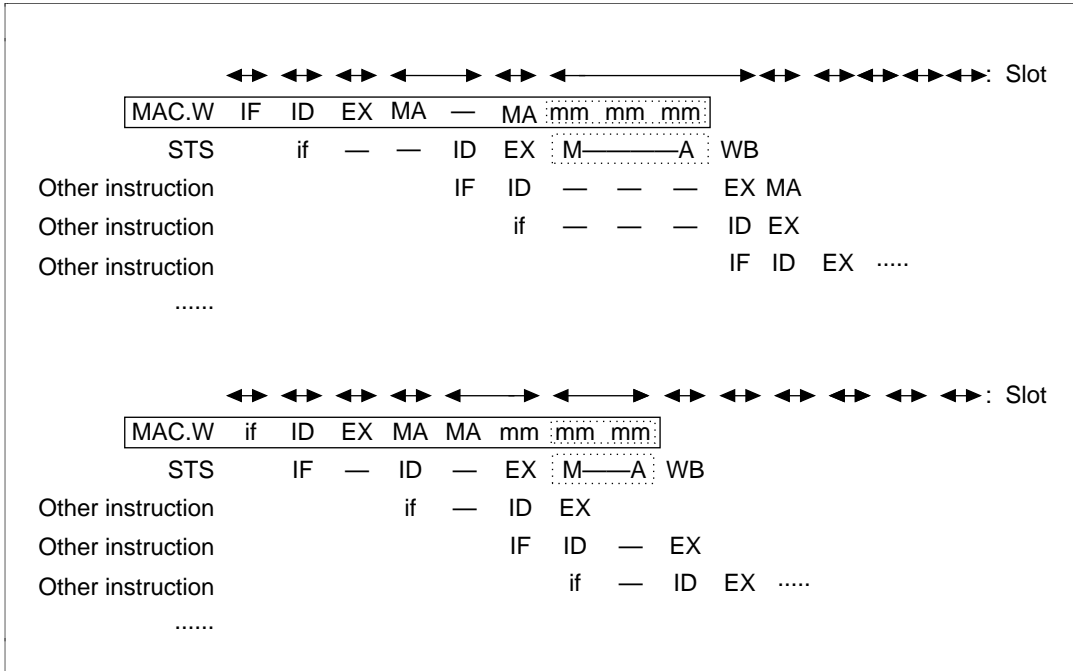 : Slot
MAC.W IF ID EX MA — MA mm mm mm
STS if — — ID EX M————A WB
Other instruction IF ID — — — EX MA
Other instruction if — — — ID EX
Other instruction IF ID EX .....
......
: Slot
MAC.W if ID EX MA MA mm mm mm
STS IF — ID — EX M——A WB
Other instruction if — ID EX
Other instruction IF ID — EX
Other instruction if — ID EX .....
......